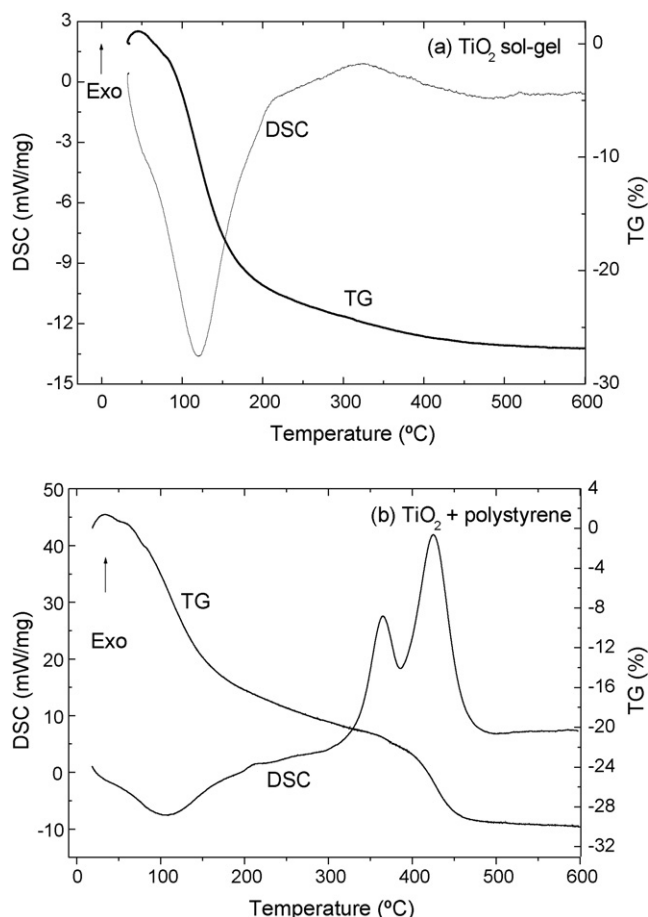 (a) TiO2 sol-gel
Exo
DSC
TG
DSC (mW/mg)
3
0
-3
-6
-9
-12
-15
TG (%)
0
-10
-20
-30
0 100 200 300 400 500 600
Temperature (ºC)
(b) TiO2 + polystyrene
TG
Exo
DSC
DSC (mW/mg)
50
40
30
20
10
0
-10
TG (%)
4
0
-4
-8
-12
-16
-20
-24
-28
-32
0 100 200 300 400 500 600
Temperature (ºC)